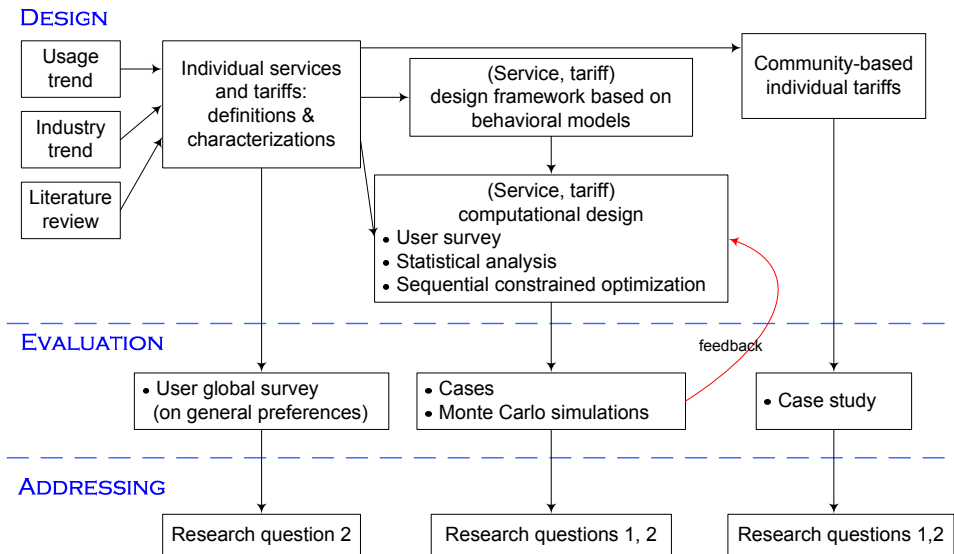 DESIGN
Usage
trend
Industry
trend
Literature
review
Individual services
and tariffs:
definitions &
characterizations
(Service, tariff)
design framework based on
behavioral models
Community-based
individual tariffs
(Service, tariff)
computational design
• User survey
• Statistical analysis
• Sequential constrained optimization
EVALUATION
feedback
• User global survey
(on general preferences)
• Cases
• Monte Carlo simulations
• Case study
ADDRESSING
Research question 2
Research questions 1, 2
Research questions 1,2